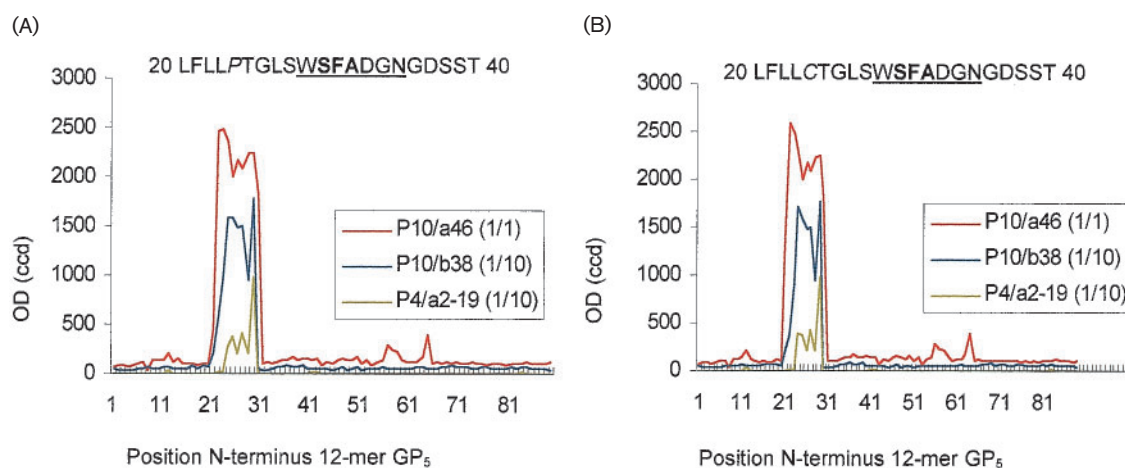 (A)
20 LFLLPTGLSWSFADGNGDSST 40
3000
2500
2000
1500
1000
500
0
OD (ccd)
P10/a46 (1/1)
P10/b38 (1/10)
P4/a2-19 (1/10)
1 11 21 31 41 51 61 71 81
Position N-terminus 12-mer GP5
(B)
20 LFLLCTGLSWSFADGNGDSST 40
3000
2500
2000
1500
1000
500
0
OD (ccd)
P10/a46 (1/1)
P10/b38 (1/10)
P4/a2-19 (1/10)
1 11 21 31 41 51 61 71 81
Position N-terminus 12-mer GP5